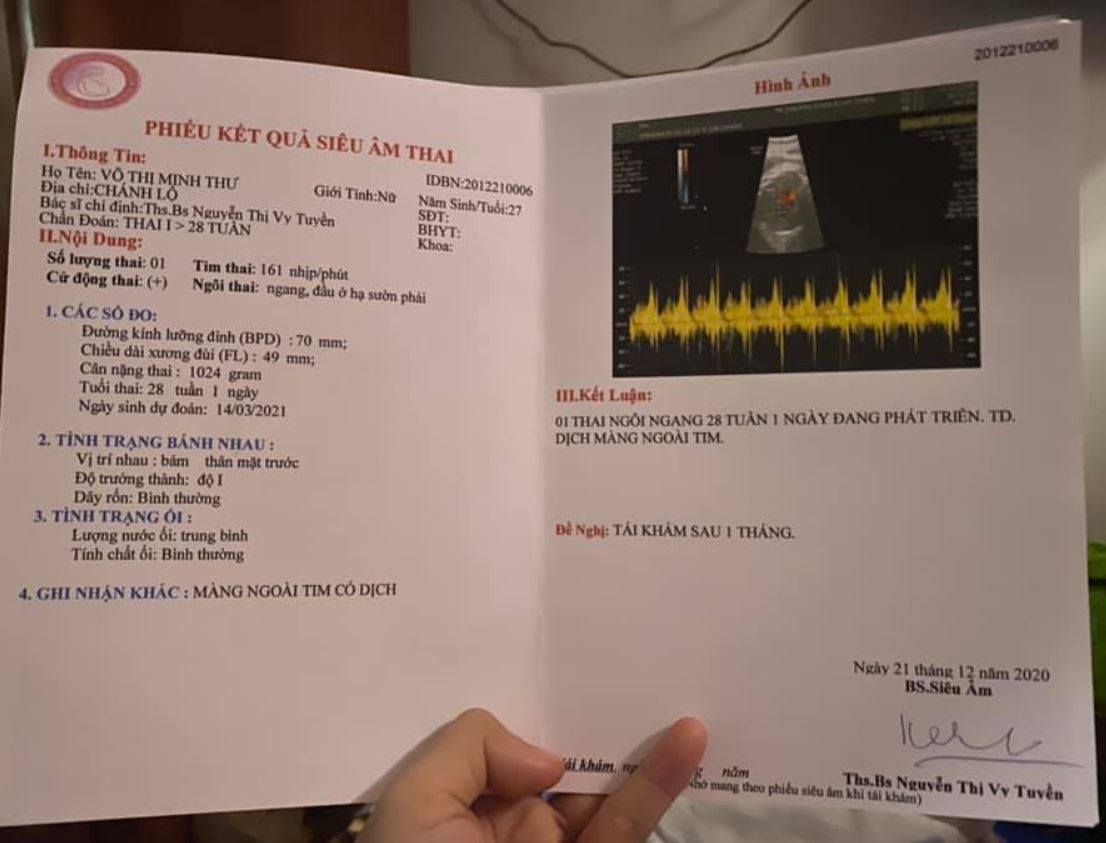 PHIẾU KẾT QUẢ SIÊU ÂM THAI
I.Thông Tin:
Họ Tên: VÕ THỊ MINH THƯ
Giới Tính:Nữ
IDBN:2012210006
Địa chỉ:CHÁNH LỘ
Năm Sinh/Tuổi:27
Bác sĩ chỉ định:Ths.Bs Nguyễn Thị Vy Tuyền
SĐT:
Chẩn Đoán: THAI I > 28 TUẦN
BHYT:
Khoa:
II.Nội Dung:
Số lượng thai: 01 Tim thai: 161 nhịp/phút
Cử động thai: (+) Ngôi thai: ngang, đầu ở hạ sườn phải
1. CÁC SỐ ĐO:
Đường kính lưỡng đỉnh (BPD) : 70 mm;
Chiều dài xương đùi (FL) : 49 mm;
Cân nặng thai : 1024 gram
Tuổi thai: 28 tuần 1 ngày
Ngày sinh dự đoán: 14/03/2021
2. TÌNH TRẠNG BÁNH NHAU :
Vị trí nhau : bám thân mặt trước
Độ trưởng thành: độ I
Dây rốn: Bình thường
3. TÌNH TRẠNG ỐI :
Lượng nước ối: trung bình
Tính chất ối: Bình thường
4. GHI NHẬN KHÁC : MÀNG NGOÀI TIM CÓ DỊCH
2012210006
Hình Ảnh
III.Kết Luận:
01 THAI NGÔI NGANG 28 TUẦN 1 NGÀY ĐANG PHÁT TRIỂN. TD.
DỊCH MÀNG NGOÀI TIM.
Đề Nghị: TÁI KHÁM SAU 1 THÁNG.
Ngày 21 tháng 12 năm 2020
BS.Siêu Âm
khám, năm
mang theo phiếu siêu âm khi tái khám)
Ths.Bs Nguyễn Thị Vy Tuyền